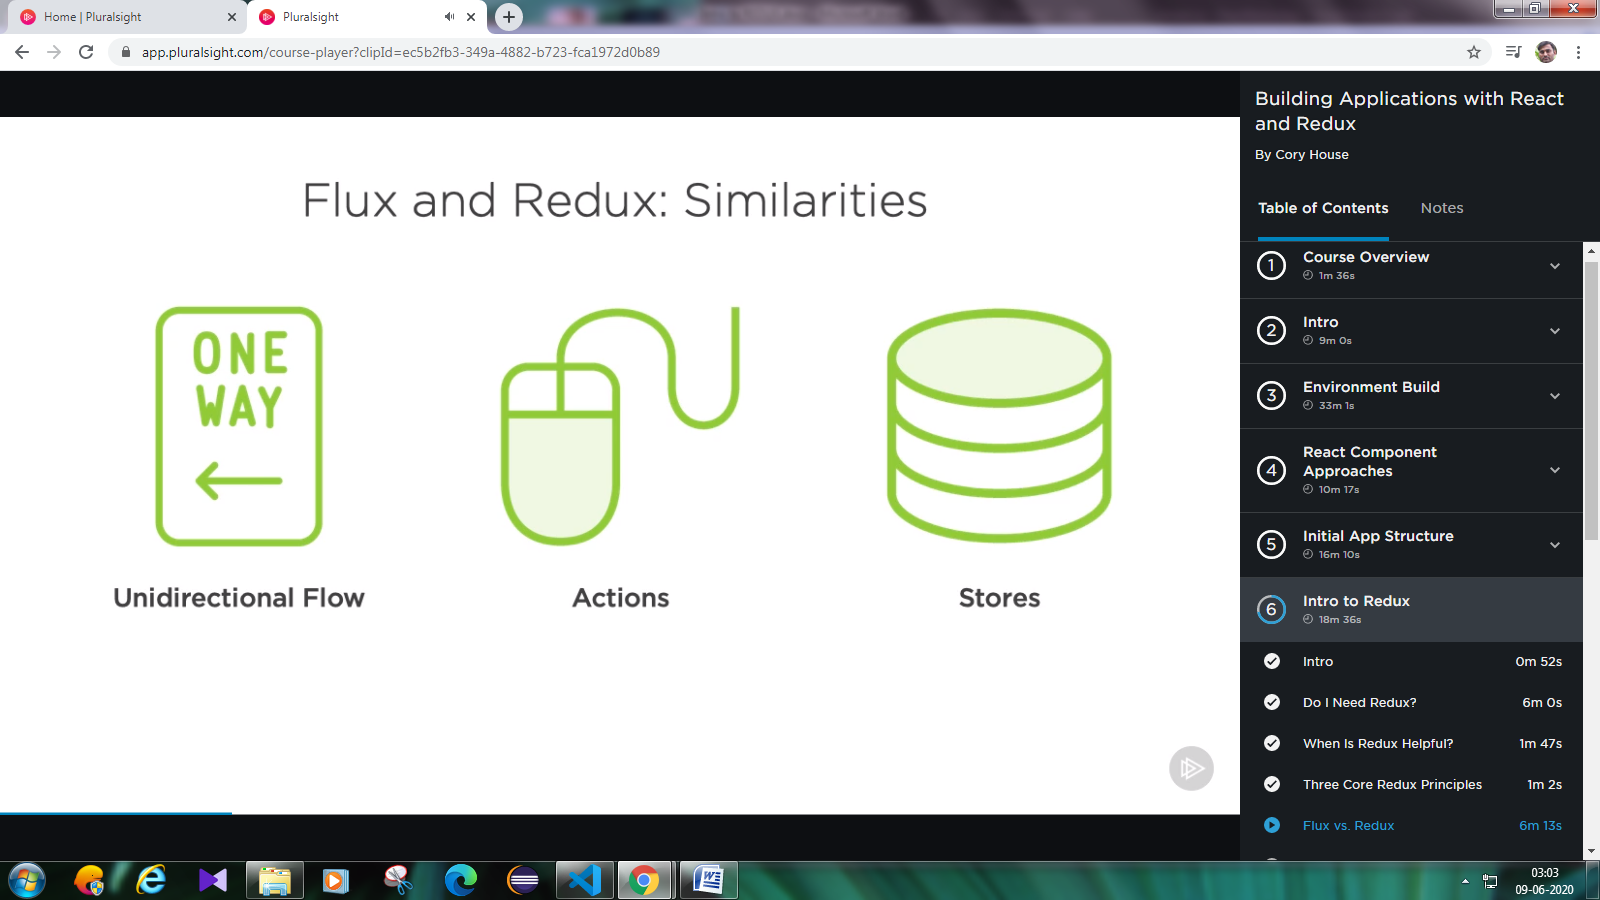 Home | Pluralsight
Pluralsight
app.pluralsight.com/course-player?clipId=ec5b2fb3-349a-4882-b723-fca1972d0b89
Flux and Redux: Similarities
ONE
WAY
Unidirectional Flow
Actions
Stores
Building Applications with React
and Redux
By Cory House
Table of Contents
Notes
1
Course Overview
1m 36s
2
Intro
9m 0s
3
Environment Build
33m 1s
4
React Component
Approaches
10m 17s
5
Initial App Structure
16m 10s
6
Intro to Redux
18m 36s
Intro 0m 52s
Do I Need Redux? 6m 0s
When Is Redux Helpful? 1m 47s
Three Core Redux Principles 1m 2s
Flux vs. Redux 6m 13s
03:03
09-06-2020